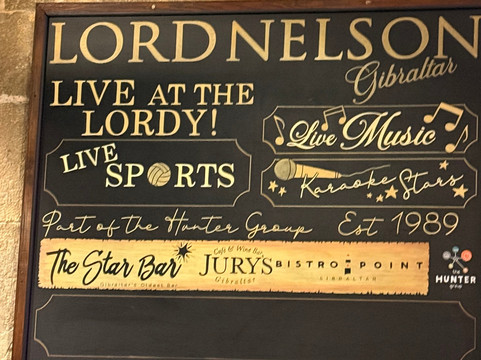 LORD NELSON
Gibraltar
LIVE AT THE
LORDY!
Live Music
LIVE
SPORTS
Karaoke Stars
Part of the Hunter Group Est 1989
The Star Bar
Gibraltar's Oldest Bar
Café & Wine Bar
JURYS
Gibraltar
BISTRO POINT
GIBRALTAR
the
HUNTER
group